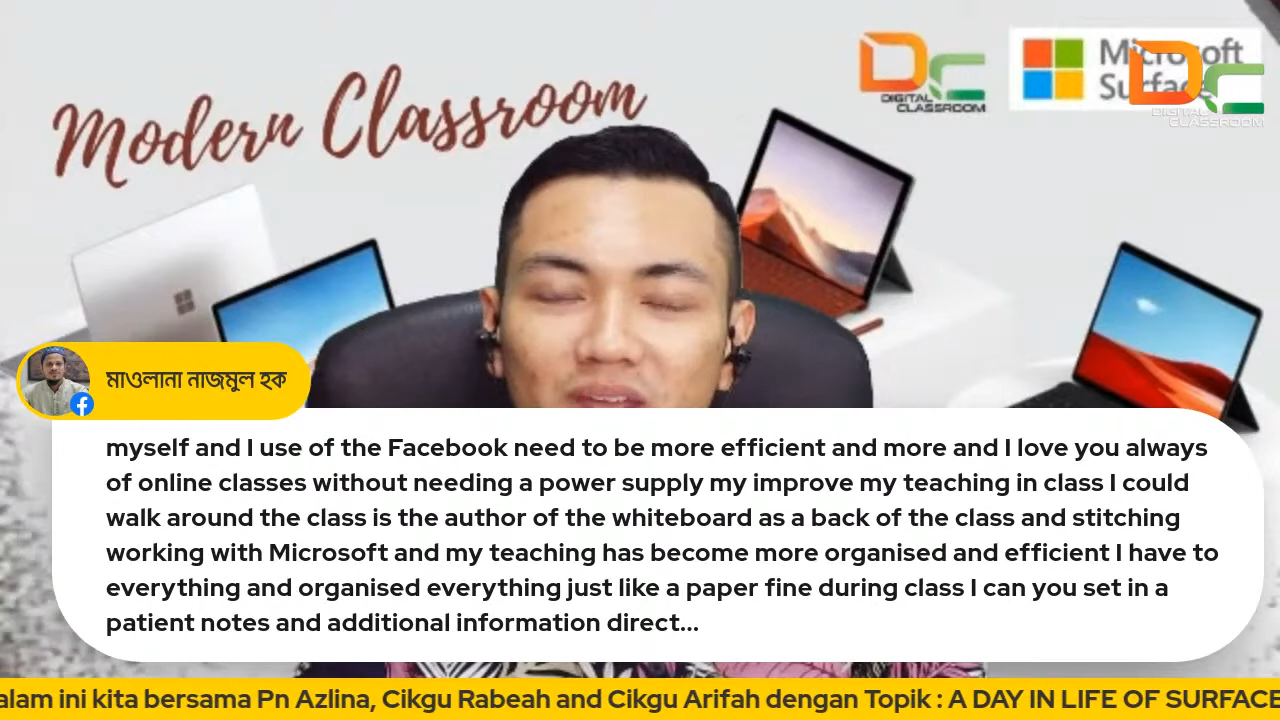 Modern Classroom
DC
DIGITAL
CLASSROOM
Microsoft
Surface
DC
DIGITAL
CLASSROOM
মাওলানা নাজমুল হক
myself and I use of the Facebook need to be more efficient and more and I love you always
of online classes without needing a power supply my improve my teaching in class I could
walk around the class is the author of the whiteboard as a back of the class and stitching
working with Microsoft and my teaching has become more organised and efficient I have to
everything and organised everything just like a paper fine during class I can you set in a
patient notes and additional information direct...
alam ini kita bersama Pn Azlina, Cikgu Rabeah and Cikgu Arifah dengan Topik : A DAY IN LIFE OF SURFACE